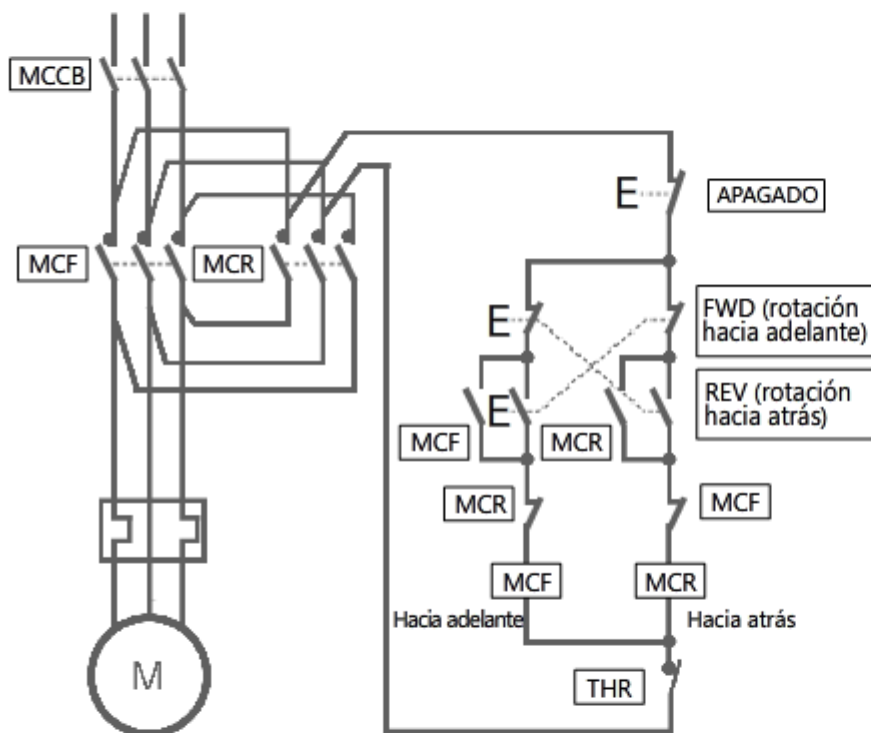 MCCB
E
APAGADO
MCF
MCR
E
FWD (rotación
hacia adelante)
E
REV (rotación
hacia atrás)
MCF
MCR
MCR
MCF
MCF
MCR
Hacia adelante
Hacia atrás
M
THR